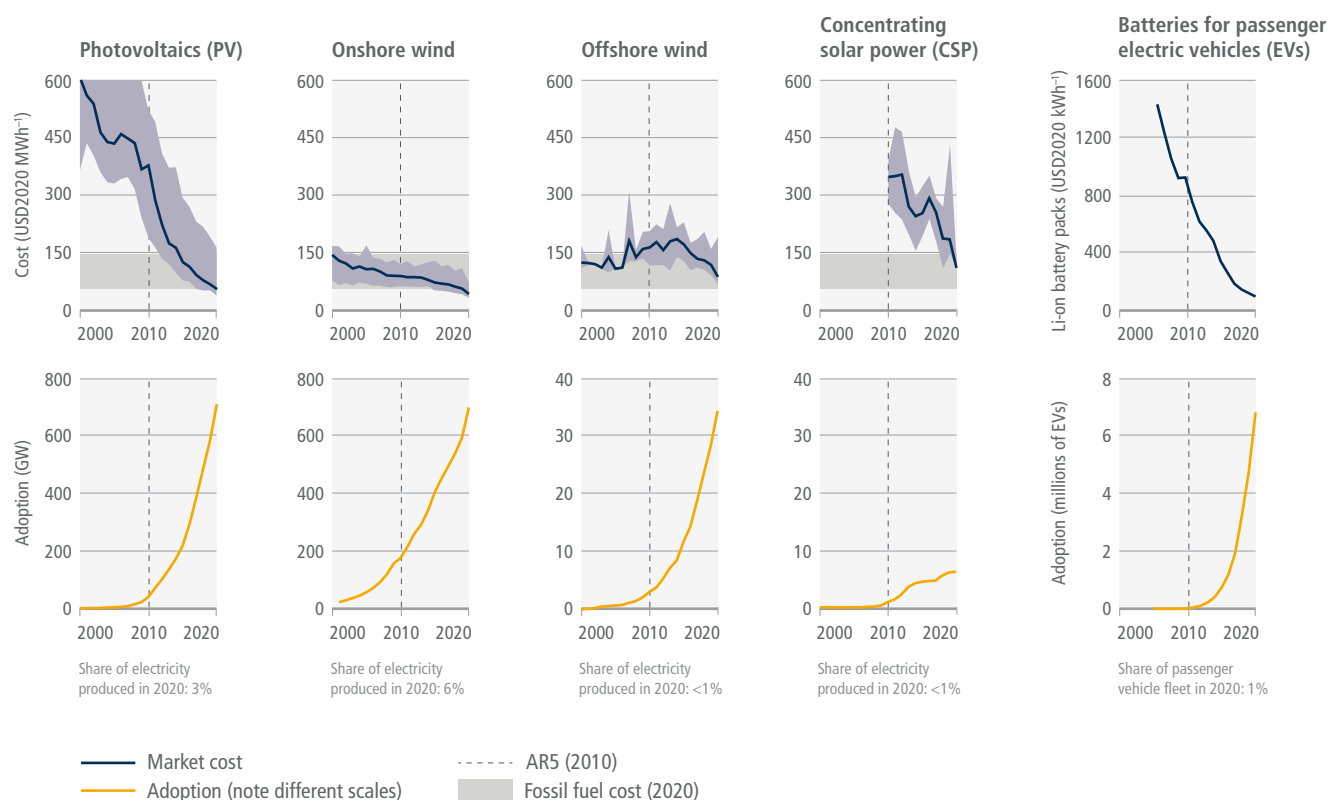 Photovoltaics (PV)
Onshore wind
Offshore wind
Concentrating
solar power (CSP)
Batteries for passenger
electric vehicles (EVs)
Cost (USD2020 MWh⁻¹)
600
450
300
150
0
2000 2010 2020
600
450
300
150
0
2000 2010 2020
600
450
300
150
0
2000 2010 2020
600
450
300
150
0
2000 2010 2020
Li-on battery packs (USD2020 kWh⁻¹)
1600
1200
800
400
0
2000 2010 2020
Adoption (GW)
800
600
400
200
0
2000 2010 2020
Share of electricity
produced in 2020: 3%
800
600
400
200
0
2000 2010 2020
Share of electricity
produced in 2020: 6%
40
30
20
10
0
2000 2010 2020
Share of electricity
produced in 2020: <1%
40
30
20
10
0
2000 2010 2020
Share of electricity
produced in 2020: <1%
Adoption (millions of EVs)
8
6
4
2
0
2000 2010 2020
Share of passenger
vehicle fleet in 2020: 1%
Market cost
Adoption (note different scales)
AR5 (2010)
Fossil fuel cost (2020)